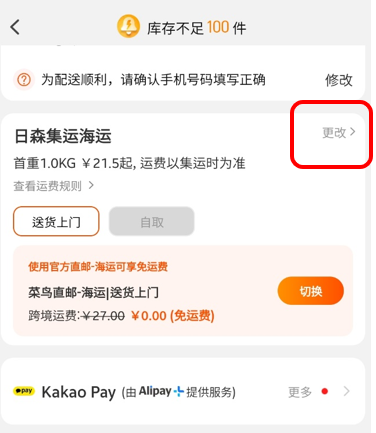 库存不足 100 件
为配送顺利，请确认手机号码填写正确 修改
日森集运海运 更改 >
首重1.0KG ￥21.5起, 运费以集运时为准
查看运费规则 >
送货上门 自取
使用官方直邮-海运可享免运费
菜鸟直邮-海运|送货上门 切换
跨境运费:￥27.00 ￥0.00 (免运费)
pay Kakao Pay (由 Alipay+ 提供服务) 更多 >